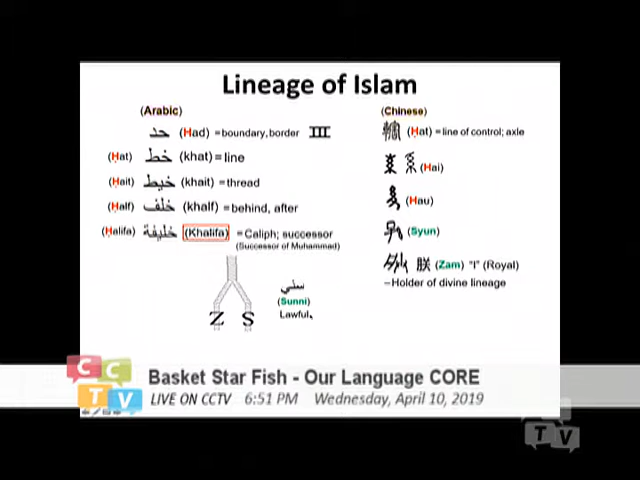 Lineage of Islam
(Arabic)
حد (Had) =boundary,border III
(Hat) خط (khat) = line
(Hait) خيط (khait) = thread
(Half) خلف (khalf) = behind, after
(Halifa) خليفة (Khalifa) = Caliph; successor
(Successor of Muhammad)
Z S
(Sunni)
Lawful
(Chinese)
(Hat) = line of control; axle
(Hai)
(Hau)
(Syun)
朕 (Zam) "I" (Royal)
–Holder of divine lineage
CCTV
Basket Star Fish - Our Language CORE
LIVE ON CCTV 6:51 PM Wednesday, April 10, 2019
TV